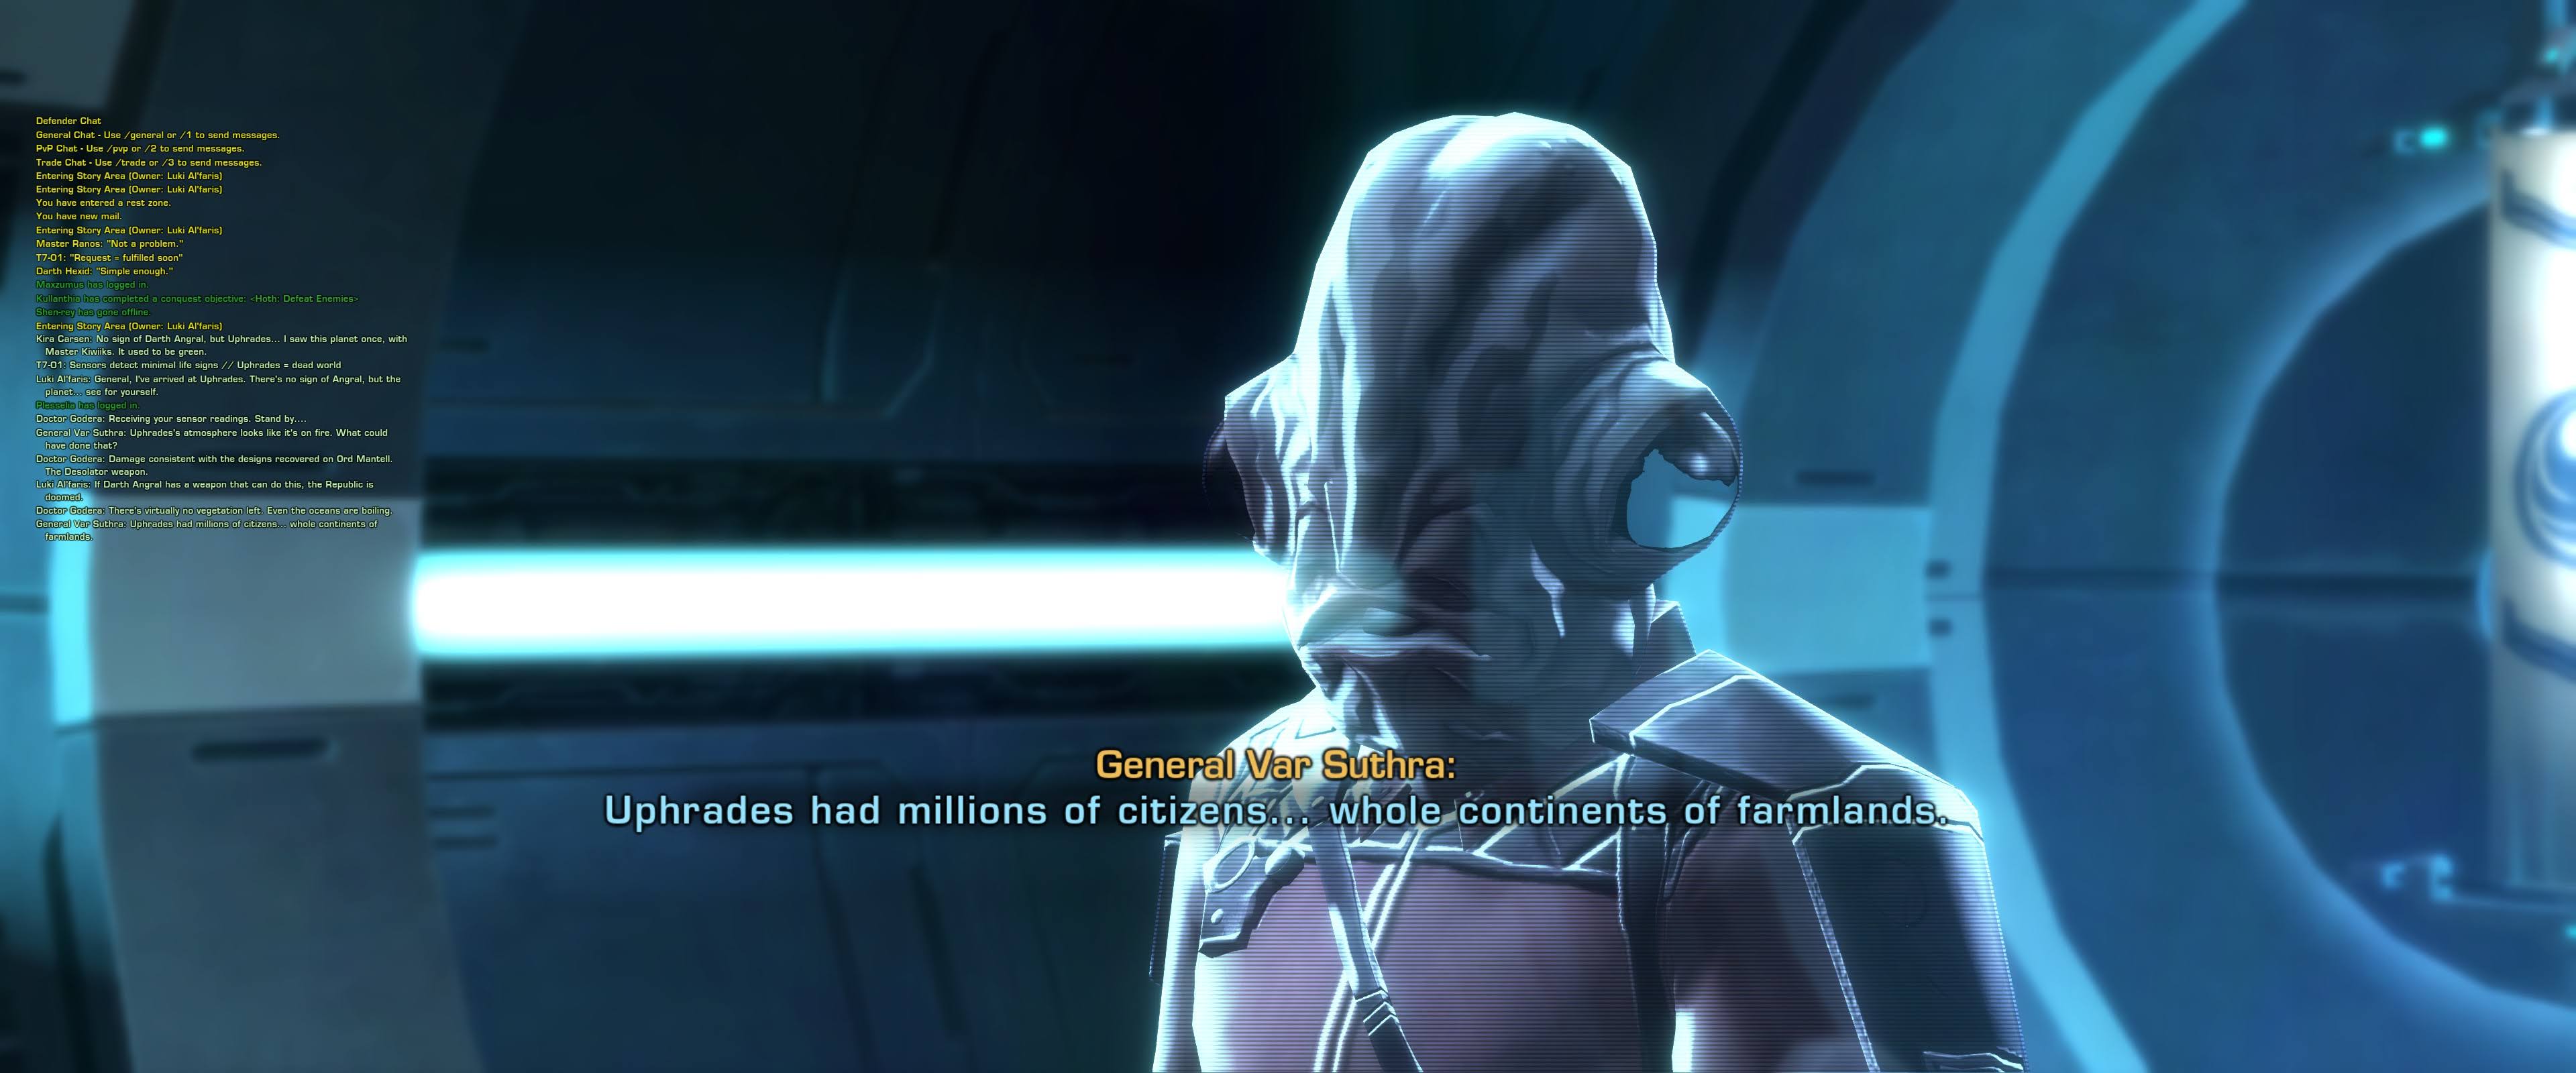 Defender Chat
General Chat - Use /general or /1 to send messages.
PvP Chat - Use /pvp or /2 to send messages.
Trade Chat - Use /trade or /3 to send messages.
Entering Story Area (Owner: Luki Al'faris)
Entering Story Area (Owner: Luki Al'faris)
You have entered a rest zone.
You have new mail.
Entering Story Area (Owner: Luki Al'faris)
Master Ranos: "Not a problem."
T7-O1: "Request = fulfilled soon"
Darth Hexid: "Simple enough."
Maxzumus has logged in.
Kullanthia has completed a conquest objective: <Hoth: Defeat Enemies>
Shen-rey has gone offline.
Entering Story Area (Owner: Luki Al'faris)
Kira Carsen: No sign of Darth Angral, but Uphrades... I saw this planet once, with
Master Kiwiiks. It used to be green.
T7-O1: Sensors detect minimal life signs // Uphrades = dead world
Luki Al'faris: General, I've arrived at Uphrades. There's no sign of Angral, but the
planet... see for yourself.
Plesselia has logged in.
Doctor Godera: Receiving your sensor readings. Stand by....
General Var Suthra: Uphrades's atmosphere looks like it's on fire. What could
have done that?
Doctor Godera: Damage consistent with the designs recovered on Ord Mantell.
The Desolator weapon.
Luki Al'faris: If Darth Angral has a weapon that can do this, the Republic is
doomed.
Doctor Godera: There's virtually no vegetation left. Even the oceans are boiling.
General Var Suthra: Uphrades had millions of citizens... whole continents of
farmlands.
General Var Suthra:
Uphrades had millions of citizens... whole continents of farmlands.